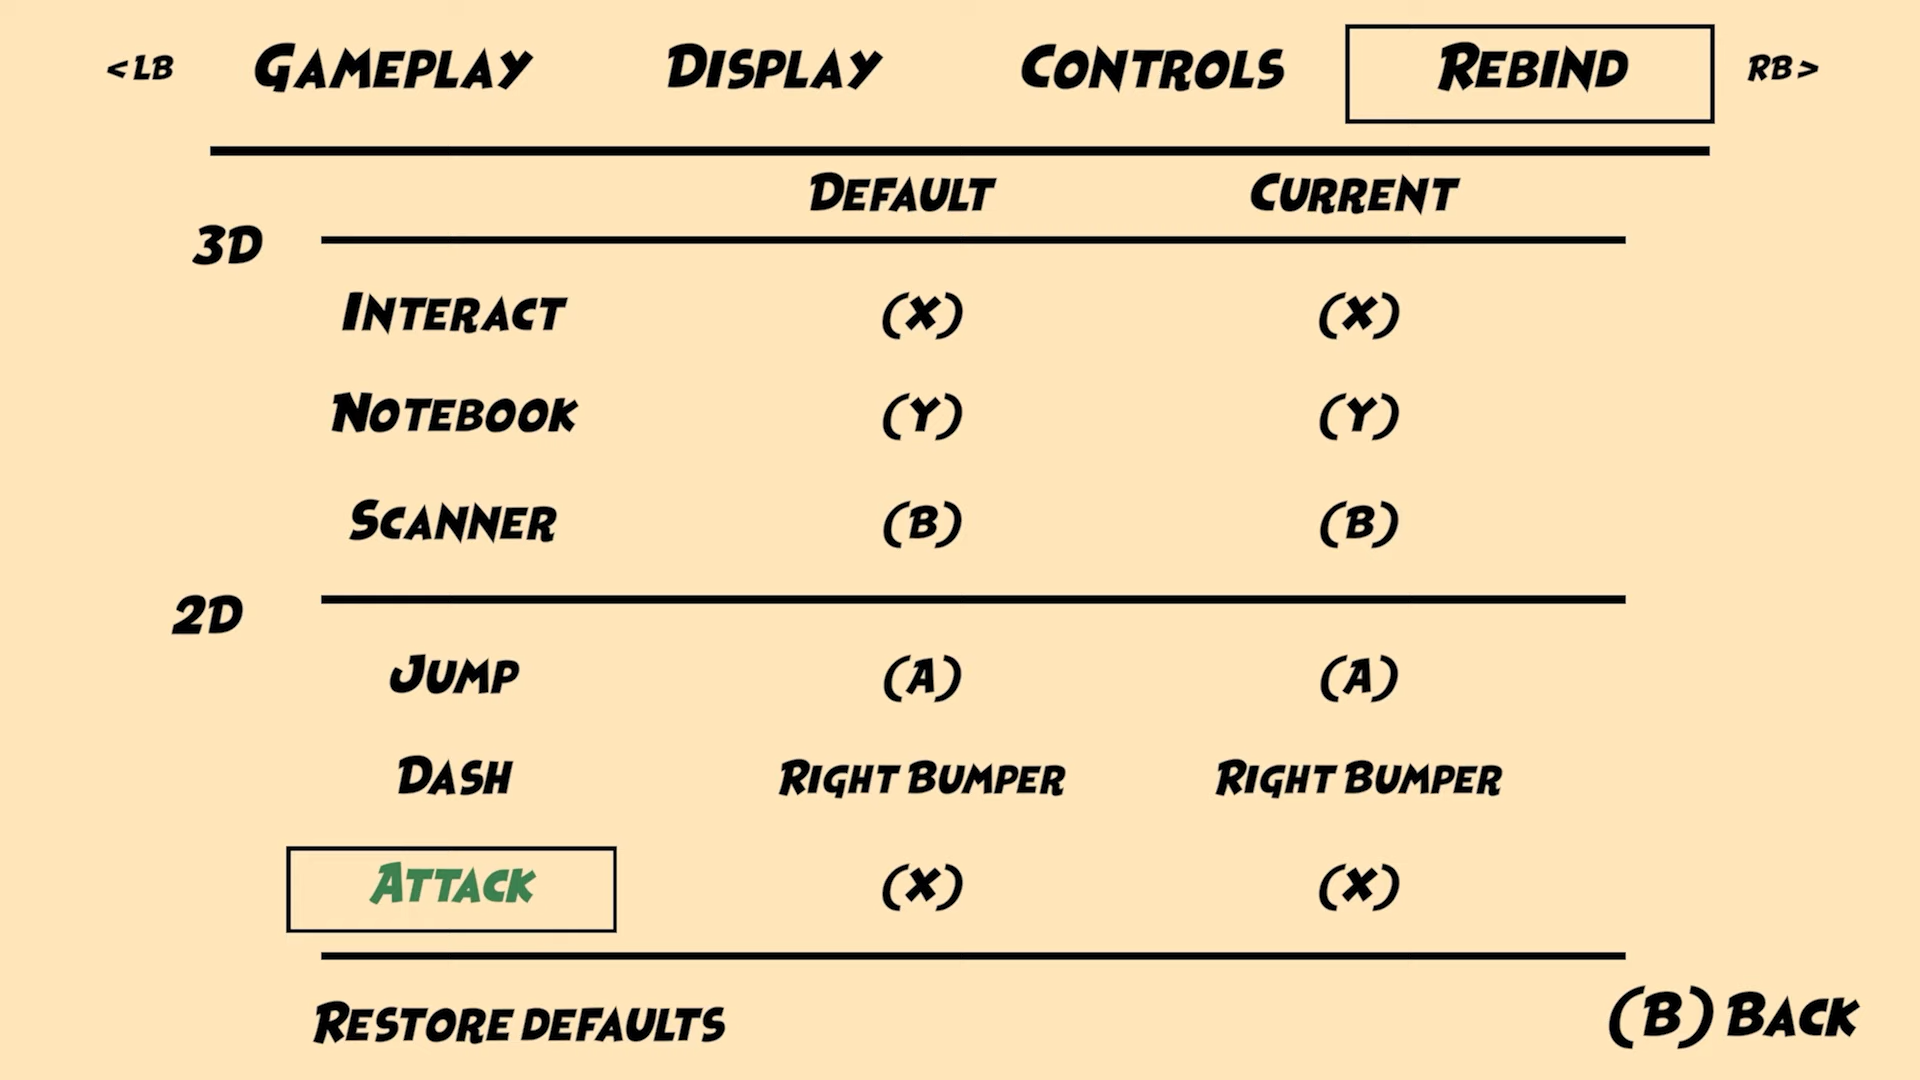 <LB GAMEPLAY DISPLAY CONTROLS REBIND RB>
DEFAULT CURRENT
3D
INTERACT (X) (X)
NOTEBOOK (Y) (Y)
SCANNER (B) (B)
2D
JUMP (A) (A)
DASH RIGHT BUMPER RIGHT BUMPER
ATTACK (X) (X)
RESTORE DEFAULTS
(B) BACK